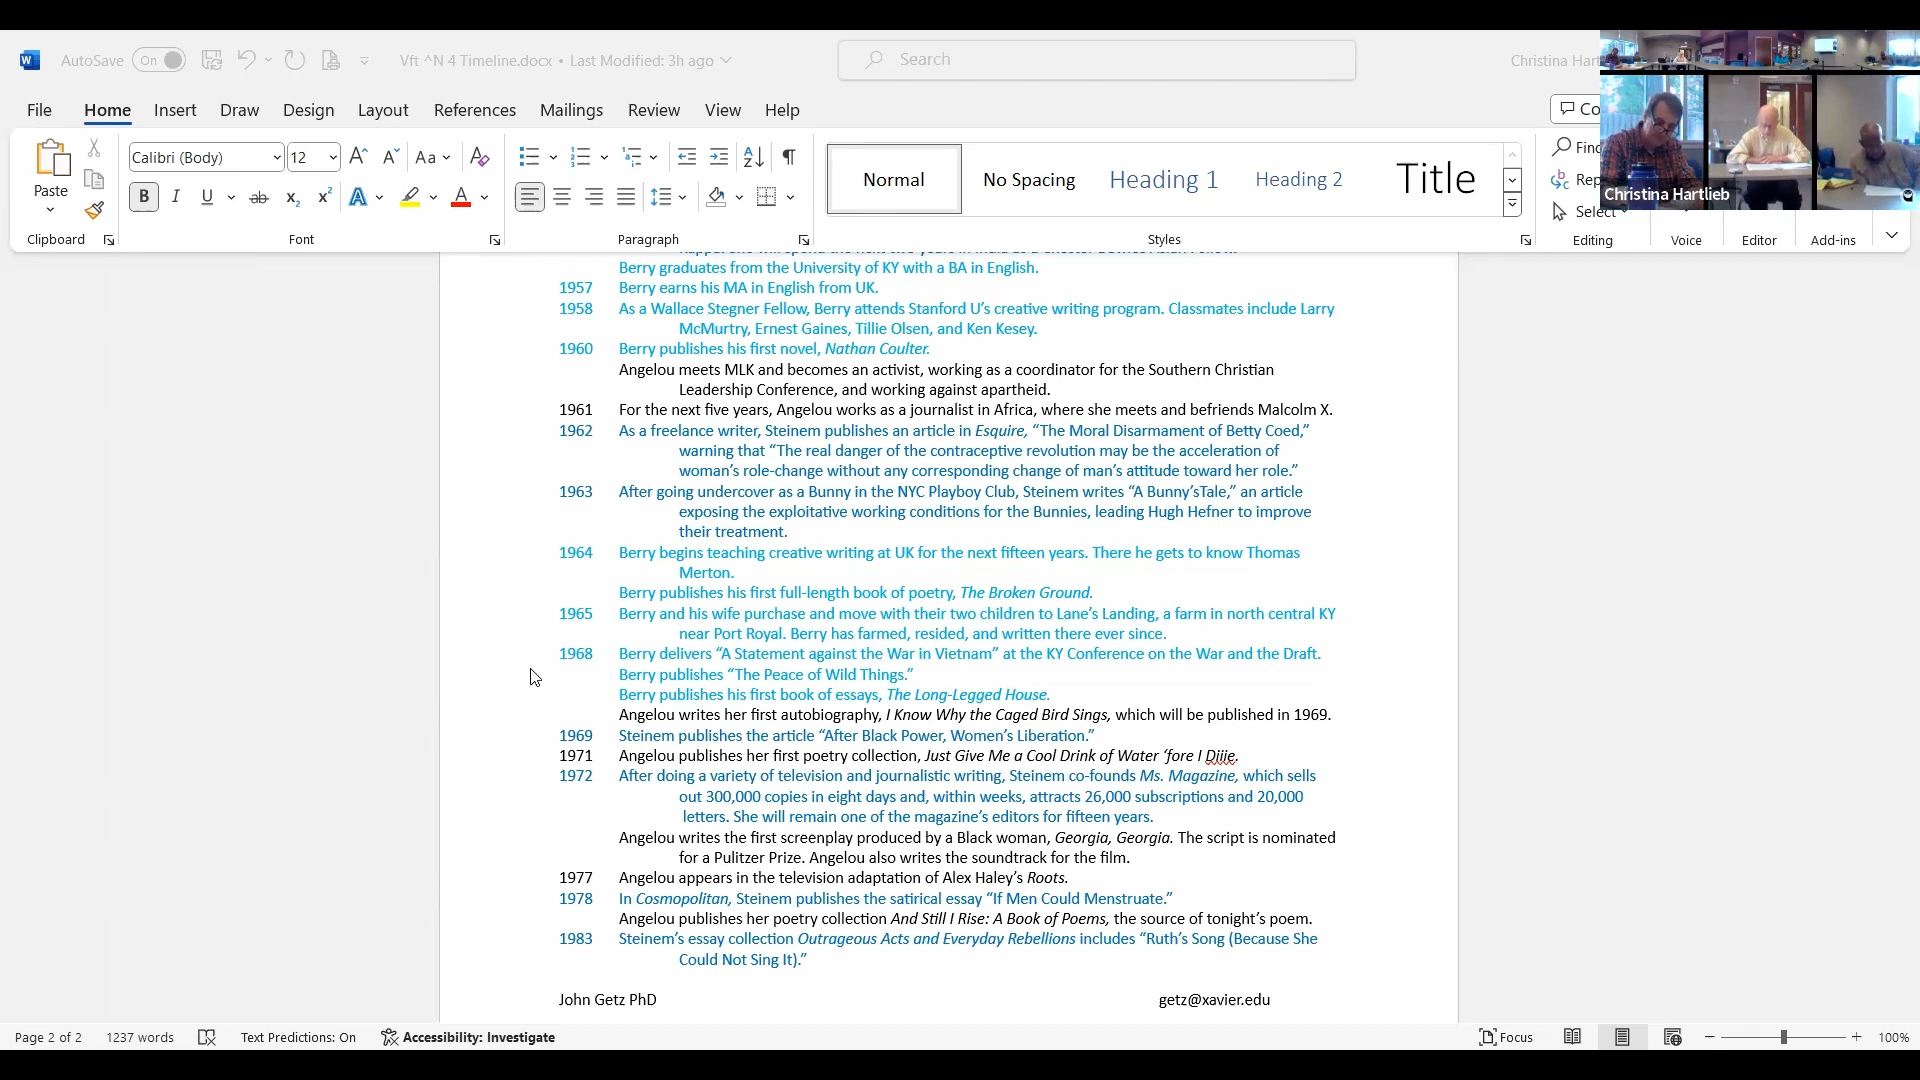 AutoSave On Vft ^N 4 Timeline.docx • Last Modified: 3h ago Search Christina Hart
File Home Insert Draw Design Layout References Mailings Review View Help Co
Paste Calibri (Body) 12 Aa Normal No Spacing Heading 1 Heading 2 Title Find
Rep
Select
Christina Hartlieb
Clipboard Font Paragraph Styles Editing Voice Editor Add-ins
Berry graduates from the University of KY with a BA in English.
1957 Berry earns his MA in English from UK.
1958 As a Wallace Stegner Fellow, Berry attends Stanford U’s creative writing program. Classmates include Larry
McMurtry, Ernest Gaines, Tillie Olsen, and Ken Kesey.
1960 Berry publishes his first novel, Nathan Coulter.
Angelou meets MLK and becomes an activist, working as a coordinator for the Southern Christian
Leadership Conference, and working against apartheid.
1961 For the next five years, Angelou works as a journalist in Africa, where she meets and befriends Malcolm X.
1962 As a freelance writer, Steinem publishes an article in Esquire, “The Moral Disarmament of Betty Coed,”
warning that “The real danger of the contraceptive revolution may be the acceleration of
woman’s role-change without any corresponding change of man’s attitude toward her role.”
1963 After going undercover as a Bunny in the NYC Playboy Club, Steinem writes “A Bunny’sTale,” an article
exposing the exploitative working conditions for the Bunnies, leading Hugh Hefner to improve
their treatment.
1964 Berry begins teaching creative writing at UK for the next fifteen years. There he gets to know Thomas
Merton.
Berry publishes his first full-length book of poetry, The Broken Ground.
1965 Berry and his wife purchase and move with their two children to Lane’s Landing, a farm in north central KY
near Port Royal. Berry has farmed, resided, and written there ever since.
1968 Berry delivers “A Statement against the War in Vietnam” at the KY Conference on the War and the Draft.
Berry publishes “The Peace of Wild Things.”
Berry publishes his first book of essays, The Long-Legged House.
Angelou writes her first autobiography, I Know Why the Caged Bird Sings, which will be published in 1969.
1969 Steinem publishes the article “After Black Power, Women’s Liberation.”
1971 Angelou publishes her first poetry collection, Just Give Me a Cool Drink of Water ‘fore I Diiie.
1972 After doing a variety of television and journalistic writing, Steinem co-founds Ms. Magazine, which sells
out 300,000 copies in eight days and, within weeks, attracts 26,000 subscriptions and 20,000
letters. She will remain one of the magazine’s editors for fifteen years.
Angelou writes the first screenplay produced by a Black woman, Georgia, Georgia. The script is nominated
for a Pulitzer Prize. Angelou also writes the soundtrack for the film.
1977 Angelou appears in the television adaptation of Alex Haley’s Roots.
1978 In Cosmopolitan, Steinem publishes the satirical essay “If Men Could Menstruate.”
Angelou publishes her poetry collection And Still I Rise: A Book of Poems, the source of tonight’s poem.
1983 Steinem’s essay collection Outrageous Acts and Everyday Rebellions includes “Ruth’s Song (Because She
Could Not Sing It).”
John Getz PhD getz@xavier.edu
Page 2 of 2 1237 words Text Predictions: On Accessibility: Investigate Focus 100%